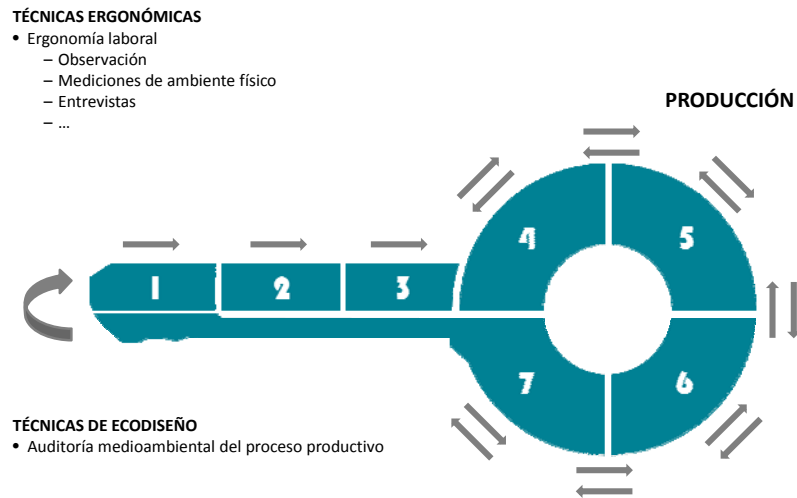 TÉCNICAS ERGONÓMICAS
• Ergonomía laboral
– Observación
– Mediciones de ambiente físico
– Entrevistas
– ...
PRODUCCIÓN
4
5
1
2
3
7
6
TÉCNICAS DE ECODISEÑO
• Auditoría medioambiental del proceso productivo